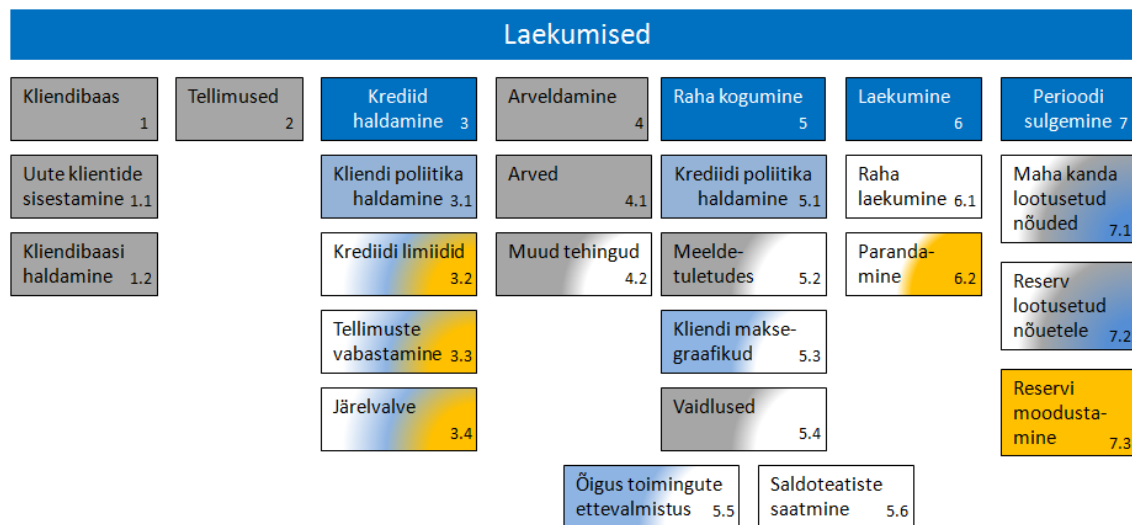 Laekumised
Kliendibaas
1
Tellimused
2
Krediid
haldamine 3
Arveldamine
4
Raha kogumine
5
Laekumine
6
Perioodi
sulgemine 7
Uute klientide
sisestamine 1.1
Kliendi poliitika
haldamine 3.1
Arved
4.1
Krediidi poliitika
haldamine 5.1
Raha
laekumine 6.1
Maha kanda
lootusetud
nõuded
7.1
Kliendibaasi
haldamine 1.2
Krediidi limiidid
3.2
Muud tehingud
4.2
Meelde-
tuletudes 5.2
Paranda-
mine 6.2
Reserv
lootusetud
nõuetele
7.2
Tellimuste
vabastamine 3.3
Kliendi makse-
graafikud 5.3
Järelvalve
3.4
Vaidlused
5.4
Reservi
moodusta-
mine 7.3
Õigus toimingute
ettevalmistus 5.5
Saldoteatiste
saatmine 5.6